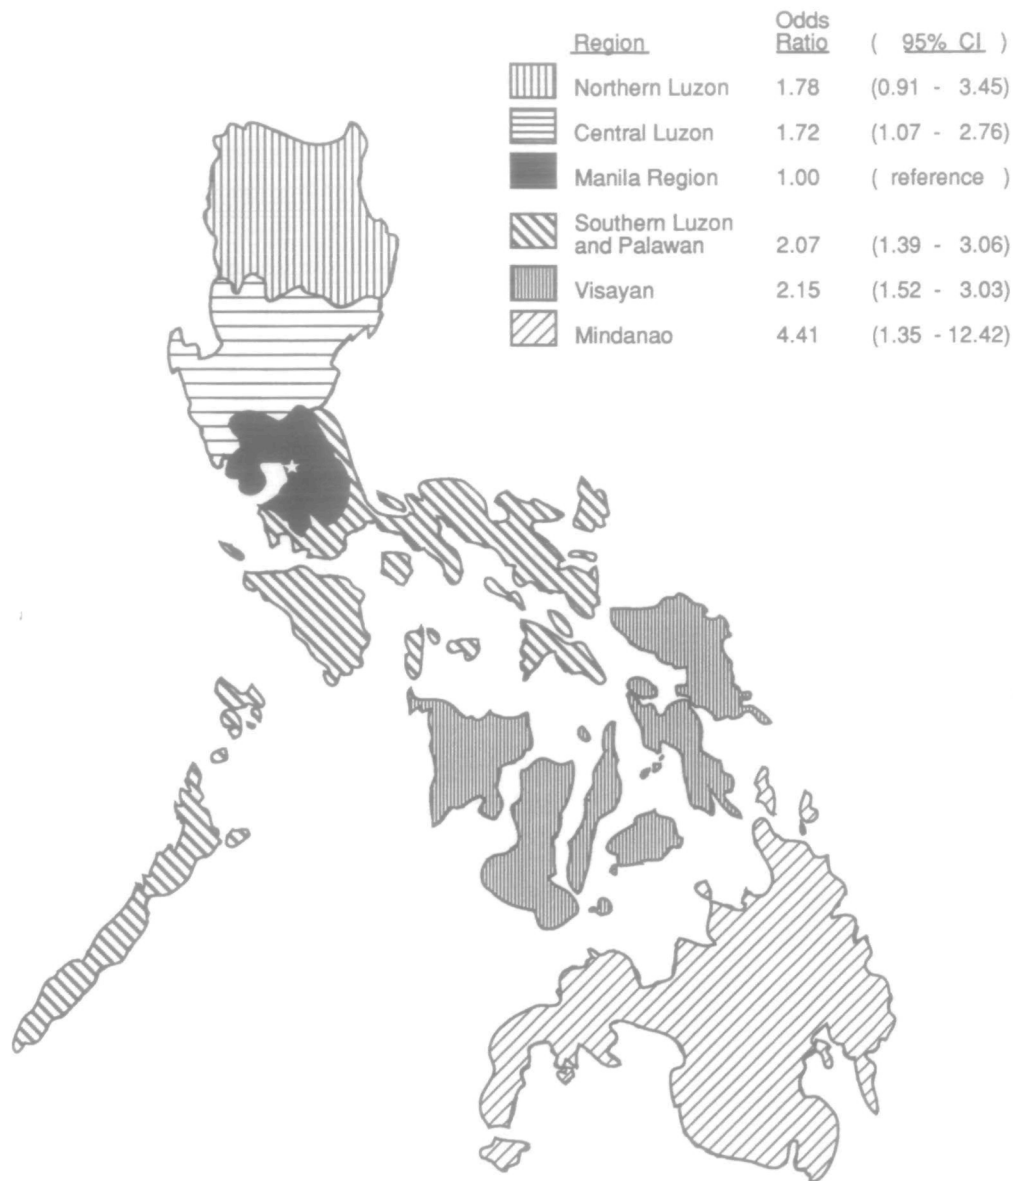 Region Odds Ratio ( 95% CI )
Northern Luzon 1.78 (0.91 - 3.45)
Central Luzon 1.72 (1.07 - 2.76)
Manila Region 1.00 ( reference )
Southern Luzon
and Palawan 2.07 (1.39 - 3.06)
Visayan 2.15 (1.52 - 3.03)
Mindanao 4.41 (1.35 - 12.42)